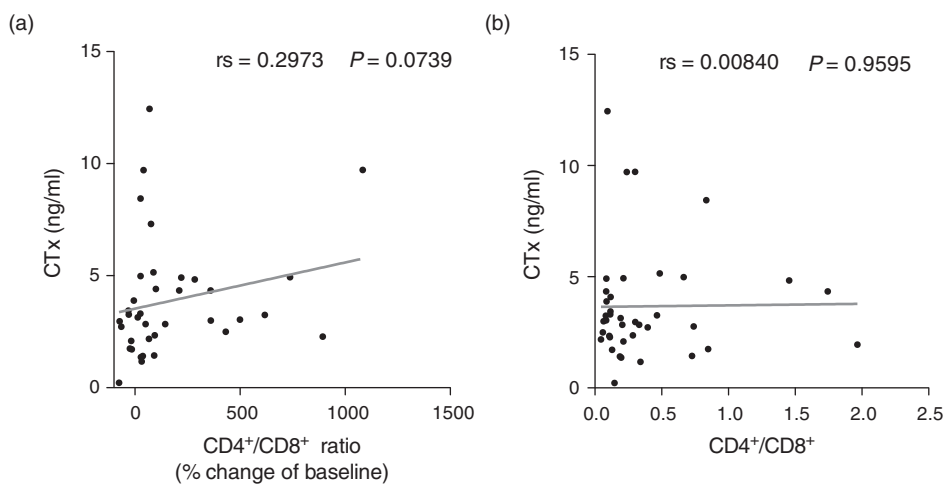 (a)
rs = 0.2973 P = 0.0739
15
10
5
0
CTx (ng/ml)
0 500 1000 1500
CD4⁺/CD8⁺ ratio
(% change of baseline)
(b)
rs = 0.00840 P = 0.9595
15
10
5
0
CTx (ng/ml)
0.0 0.5 1.0 1.5 2.0 2.5
CD4⁺/CD8⁺